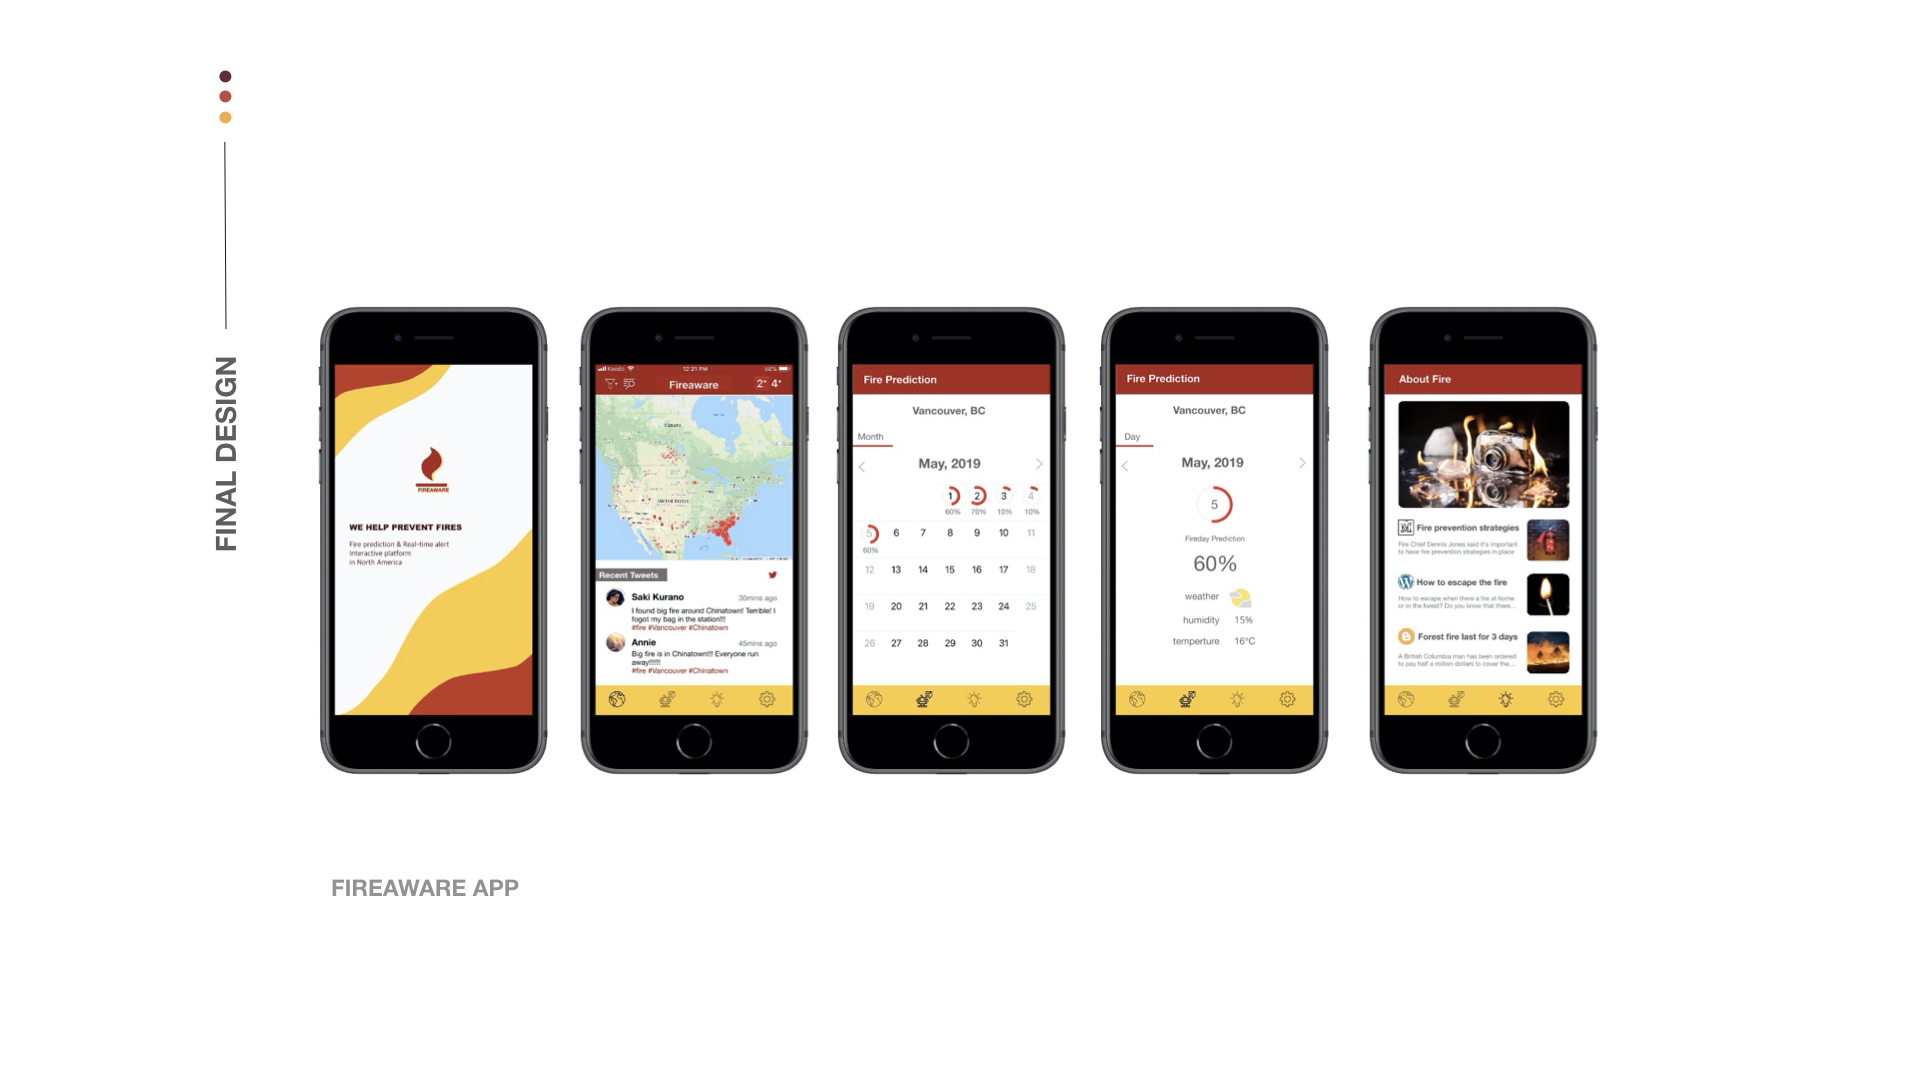 FINAL DESIGN
FIREAWARE
WE HELP PREVENT FIRES
Fire prediction & Real-time alert
Interactive platform
in North America
Koodo
12:21 PM
Fireaware
2° 4°
Canada
United States
Mexico
Recent Tweets
Saki Kurano
30mins ago
I found big fire around Chinatown! Terrible! I
fogot my bag in the station!!!
#fire #Vancouver #Chinatown
Annie
45mins ago
Big fire is in Chinatown!!! Everyone run
away!!!!!!
#fire #Vancouver #Chinatown
Fire Prediction
Vancouver, BC
Month
May, 2019
1 2 3 4
60% 70% 10% 10%
5 6 7 8 9 10 11
60%
12 13 14 15 16 17 18
19 20 21 22 23 24 25
26 27 28 29 30 31
Fire Prediction
Vancouver, BC
Day
May, 2019
5
Fireday Prediction
60%
weather
humidity 15%
temperture 16°C
About Fire
Fire prevention strategies
Fire Chief Dennis Jones said it's important
to have fire prevention strategies in place
How to escape the fire
How to escape when there a fire at home
or in the forest? Do you know that there...
Forest fire last for 3 days
A British Columbia man has been ordered
to pay half a million dollars to cover the...
FIREAWARE APP